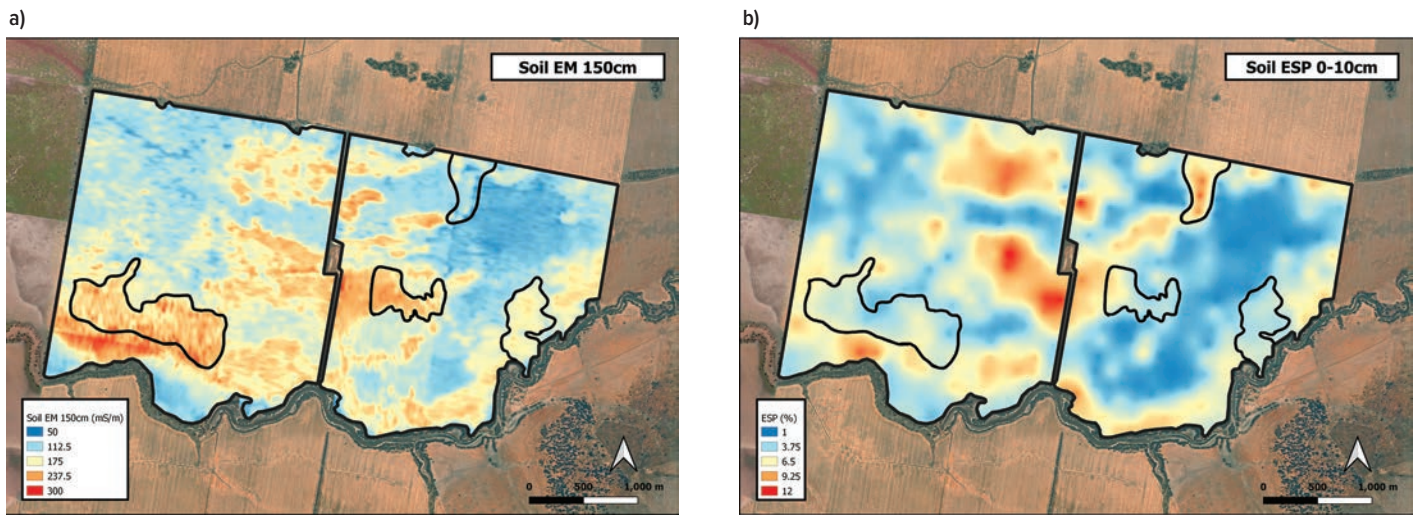 a)
Soil EM 150cm
Soil EM 150cm (mS/m)
50
112.5
175
237.5
300
0 500 1,000 m
b)
Soil ESP 0-10cm
ESP (%)
1
3.75
6.5
9.25
12
0 500 1,000 m